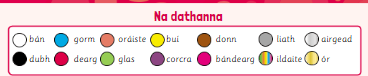 Na dathanna
bán gorm oráiste buí donn liath airgead
dubh dearg glas corcra bándearg ildaite ór